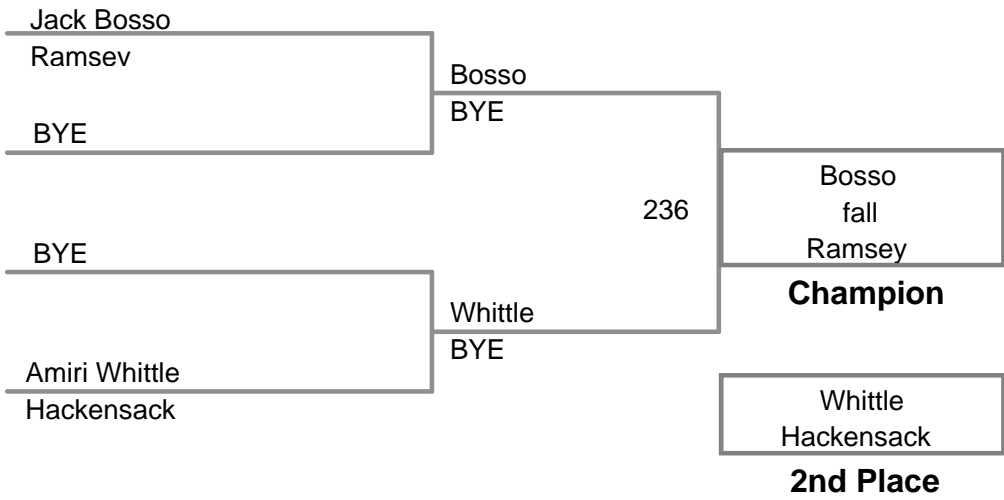 Jack Bosso
Ramsev
Bosso
BYE
BYE
Bosso
fall
Ramsey
236
BYE
Champion
Whittle
BYE
Amiri Whittle
Hackensack
Whittle
Hackensack
2nd Place